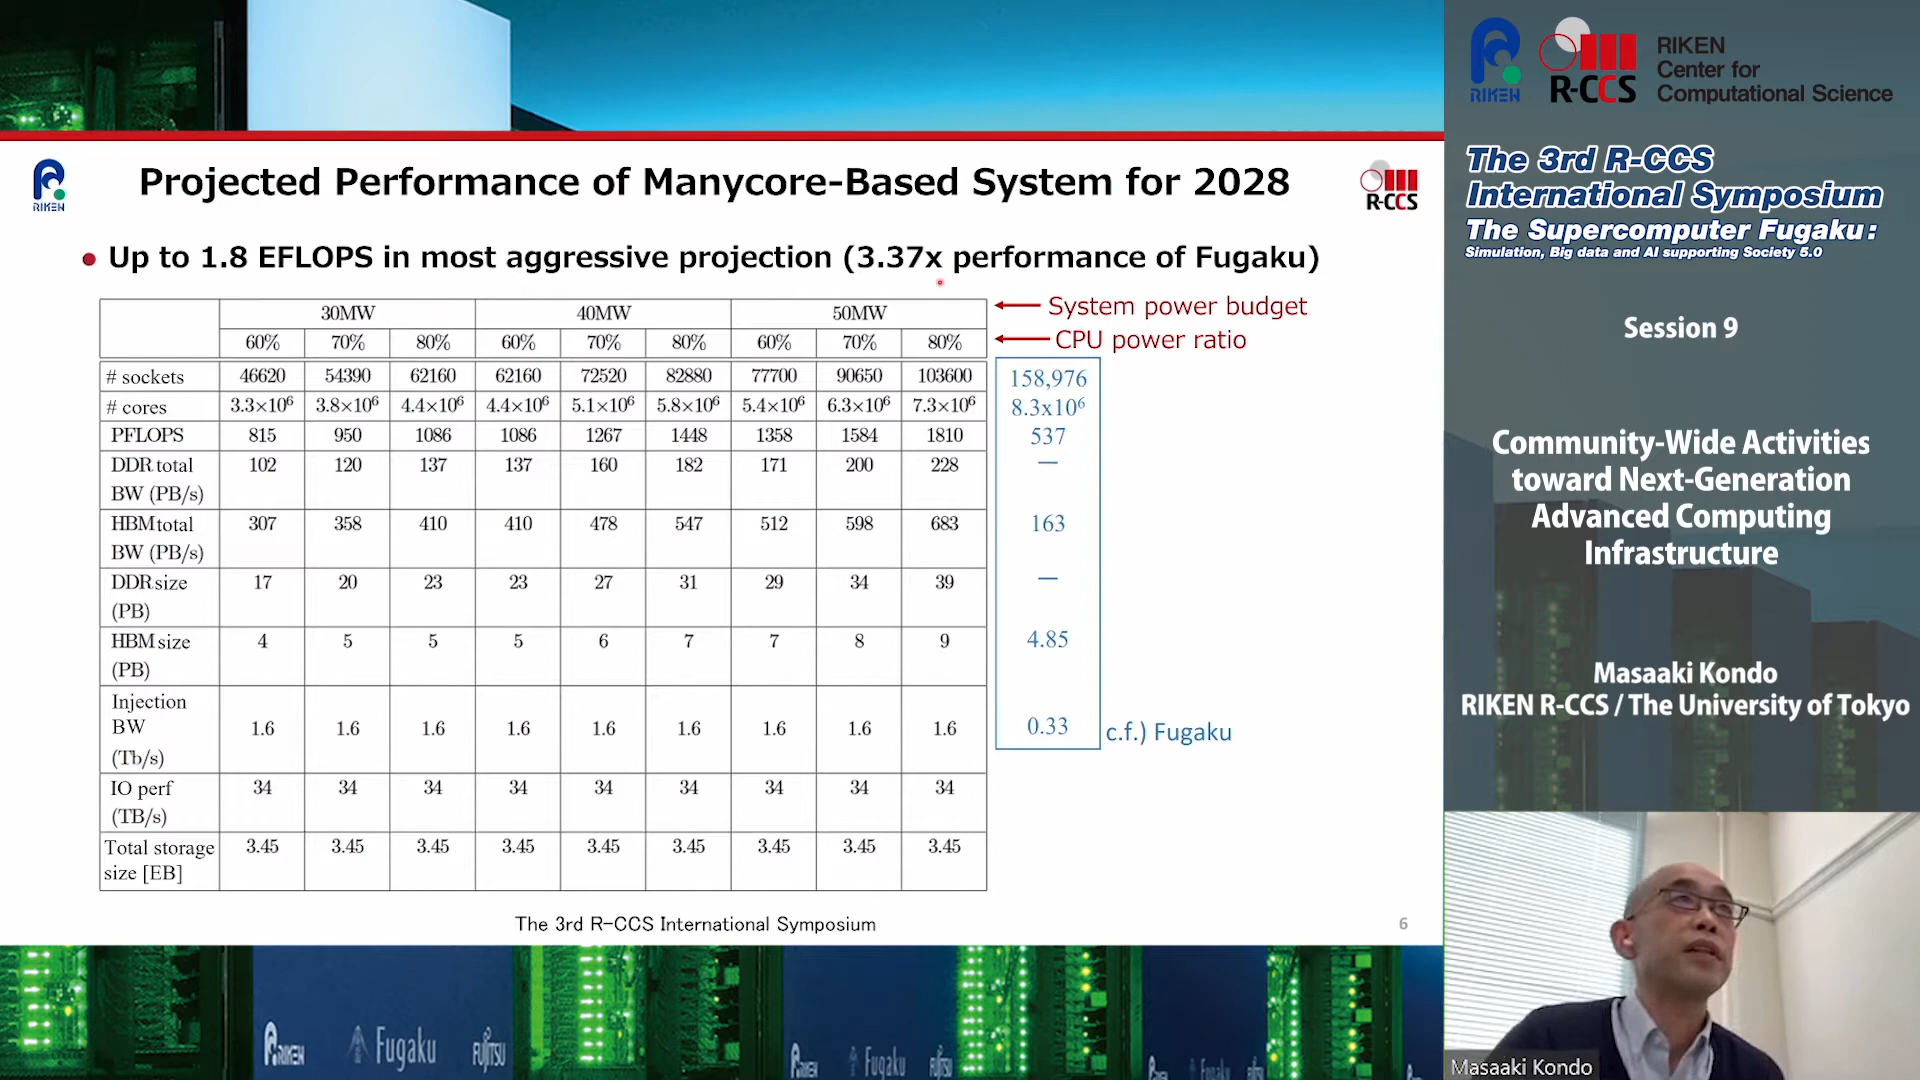 Projected Performance of Manycore-Based System for 2028
RIKEN
R-CCS
• Up to 1.8 EFLOPS in most aggressive projection (3.37x performance of Fugaku)
30MW 40MW 50MW
60% 70% 80% 60% 70% 80% 60% 70% 80%
System power budget
CPU power ratio
# sockets 46620 54390 62160 62160 72520 82880 77700 90650 103600 158,976
# cores 3.3×10⁶ 3.8×10⁶ 4.4×10⁶ 4.4×10⁶ 5.1×10⁶ 5.8×10⁶ 5.4×10⁶ 6.3×10⁶ 7.3×10⁶ 8.3x10⁶
PFLOPS 815 950 1086 1086 1267 1448 1358 1584 1810 537
DDR total 102 120 137 137 160 182 171 200 228 —
BW (PB/s)
HBM total 307 358 410 410 478 547 512 598 683 163
BW (PB/s)
DDR size 17 20 23 23 27 31 29 34 39 —
(PB)
HBM size 4 5 5 5 6 7 7 8 9 4.85
(PB)
Injection
BW 1.6 1.6 1.6 1.6 1.6 1.6 1.6 1.6 1.6 0.33 c.f.) Fugaku
(Tb/s)
IO perf 34 34 34 34 34 34 34 34 34
(TB/s)
Total storage 3.45 3.45 3.45 3.45 3.45 3.45 3.45 3.45 3.45
size [EB]
The 3rd R-CCS International Symposium
6
RIKEN Fugaku FUJITSU
RIKEN Fugaku FUJITSU
RIKEN
R-CCS
RIKEN
Center for
Computational Science
The 3rd R-CCS
International Symposium
The Supercomputer Fugaku:
Simulation, Big data and AI supporting Society 5.0
Session 9
Community-Wide Activities
toward Next-Generation
Advanced Computing
Infrastructure
Masaaki Kondo
RIKEN R-CCS / The University of Tokyo
Masaaki Kondo